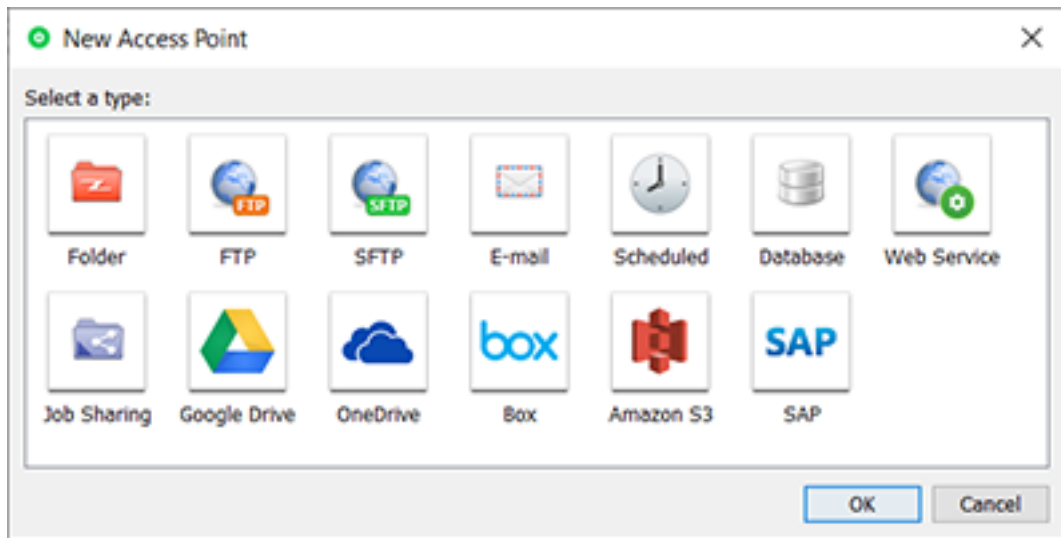 New Access Point
Select a type:
FTP
SFTP
Folder FTP SFTP E-mail Scheduled Database Web Service
box SAP
Job Sharing Google Drive OneDrive Box Amazon S3 SAP
OK Cancel